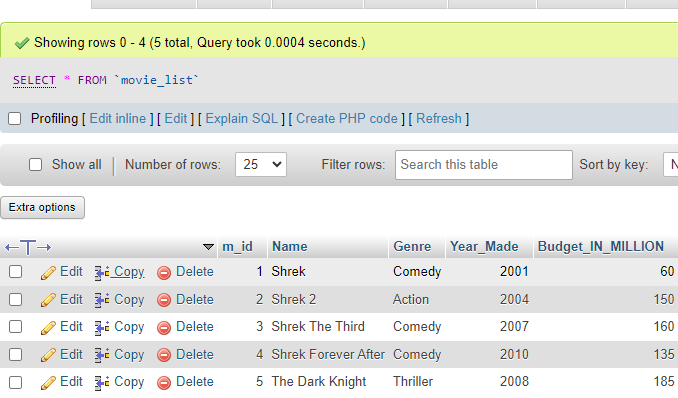 Showing rows 0 - 4 (5 total, Query took 0.0004 seconds.)
SELECT * FROM `movie_list`
Profiling [ Edit inline ] [ Edit ] [ Explain SQL ] [ Create PHP code ] [ Refresh ]
Show all Number of rows: 25 Filter rows: Search this table Sort by key: N
Extra options
←T→ m_id Name Genre Year_Made Budget_IN_MILLION
Edit Copy Delete 1 Shrek Comedy 2001 60
Edit Copy Delete 2 Shrek 2 Action 2004 150
Edit Copy Delete 3 Shrek The Third Comedy 2007 160
Edit Copy Delete 4 Shrek Forever After Comedy 2010 135
Edit Copy Delete 5 The Dark Knight Thriller 2008 185